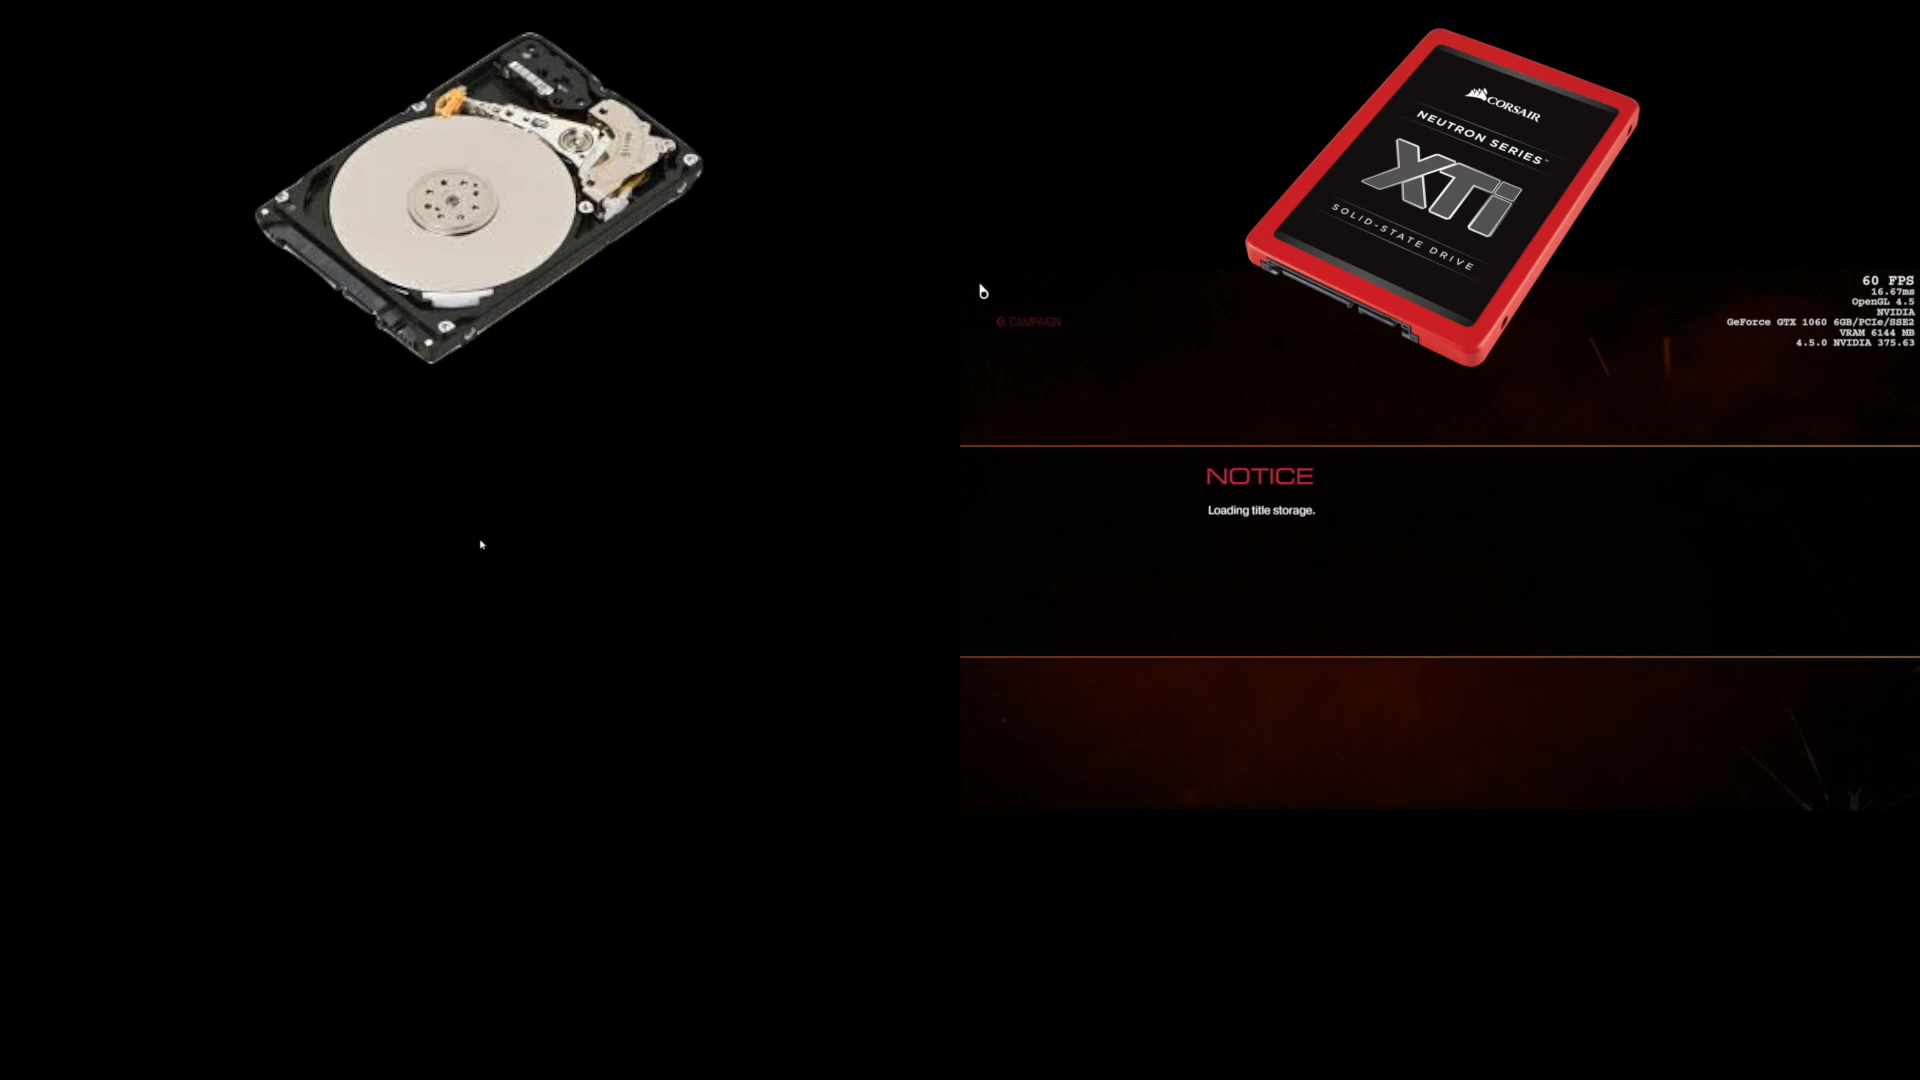 CORSAIR
NEUTRON SERIES™
XTi
SOLID-STATE DRIVE
60 FPS
16.67ms
OpenGL 4.5
NVIDIA
GeForce GTX 1060 6GB/PCIe/SSE2
VRAM 6144 MB
4.5.0 NVIDIA 375.63
CAMPAIGN
NOTICE
Loading title storage.